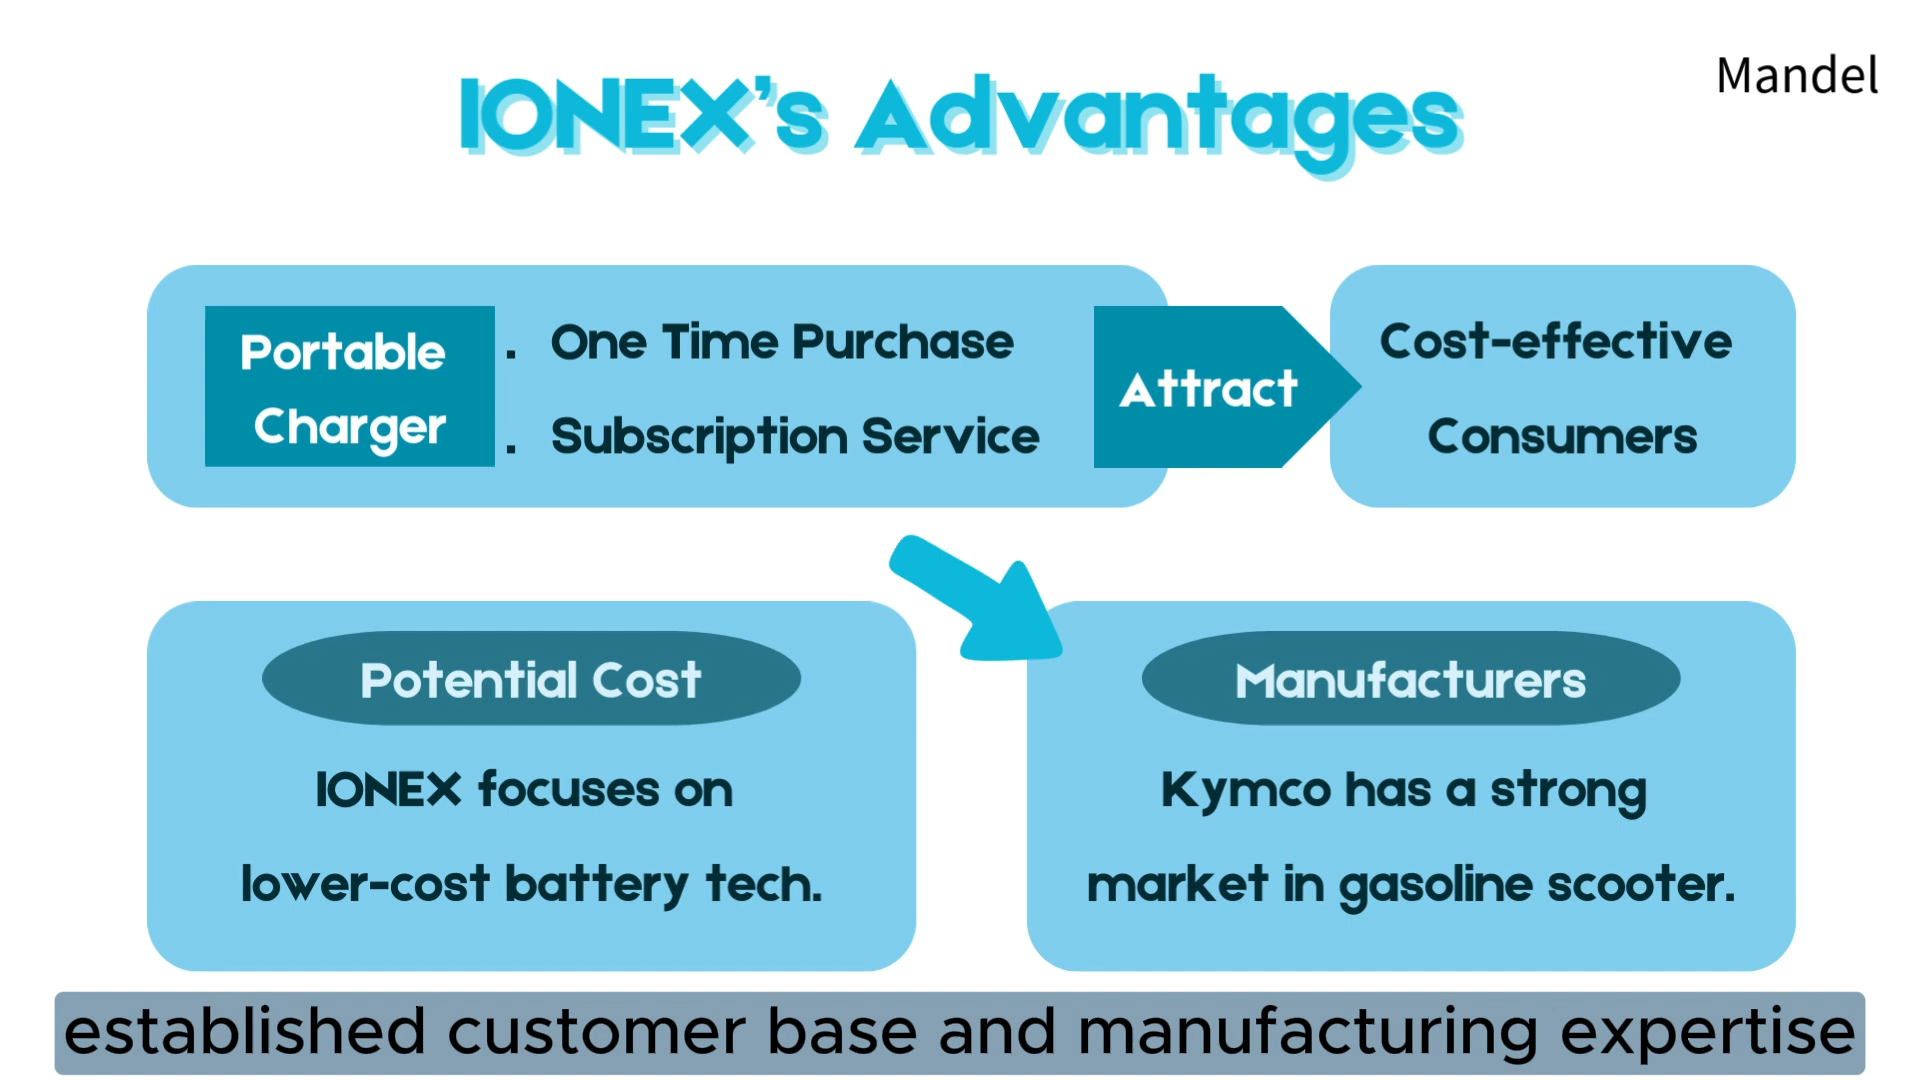 IONEX's Advantages
Mandel
Portable
Charger
. One Time Purchase
. Subscription Service
Attract
Cost-effective
Consumers
Potential Cost
IONEX focuses on
lower-cost battery tech.
Manufacturers
Kymco has a strong
market in gasoline scooter.
established customer base and manufacturing expertise